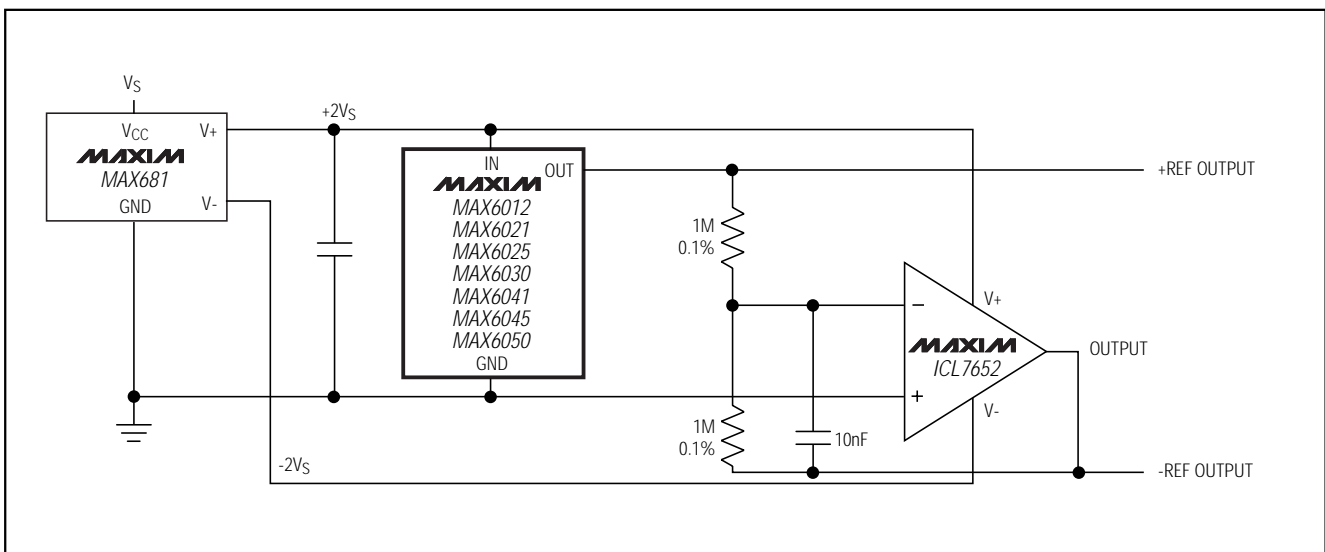 VS
VCC
V+
MAXIM
MAX681
GND
V-
+2VS
-2VS
IN
OUT
MAXIM
MAX6012
MAX6021
MAX6025
MAX6030
MAX6041
MAX6045
MAX6050
GND
1M
0.1%
1M
0.1%
10nF
−
+
V+
MAXIM
ICL7652
V-
OUTPUT
+REF OUTPUT
-REF OUTPUT